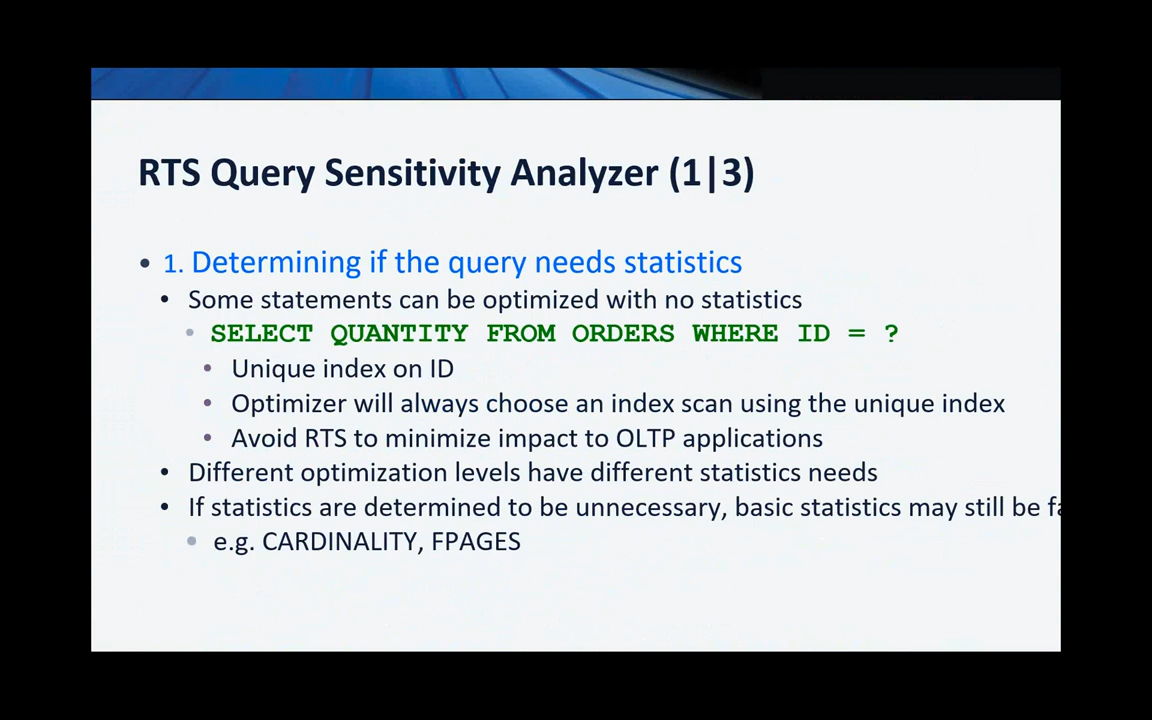 RTS Query Sensitivity Analyzer (1|3)
• 1. Determining if the query needs statistics
• Some statements can be optimized with no statistics
• SELECT QUANTITY FROM ORDERS WHERE ID = ?
• Unique index on ID
• Optimizer will always choose an index scan using the unique index
• Avoid RTS to minimize impact to OLTP applications
• Different optimization levels have different statistics needs
• If statistics are determined to be unnecessary, basic statistics may still be
• e.g. CARDINALITY, FPAGES